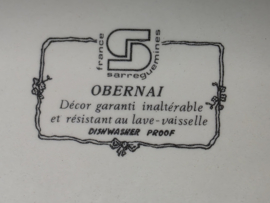 france
sarreguemines
OBERNAI
Décor garanti inaltérable
et résistant au lave-vaisselle
DISHWASHER PROOF